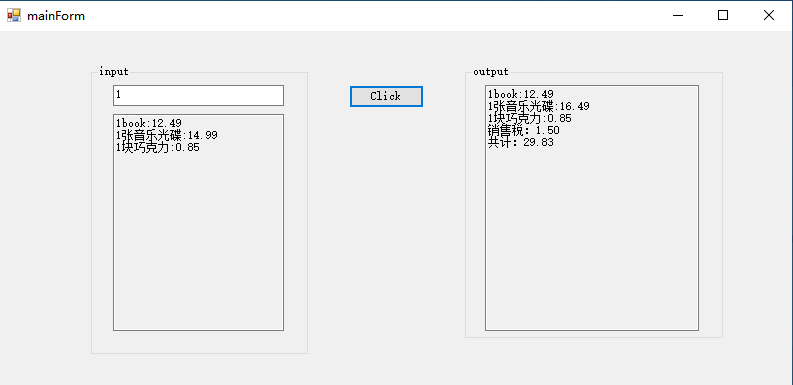 mainForm
input
1
1book:12.49
1张音乐光碟:14.99
1块巧克力:0.85
Click
output
1book:12.49
1张音乐光碟:16.49
1块巧克力:0.85
销售税：1.50
共计：29.83